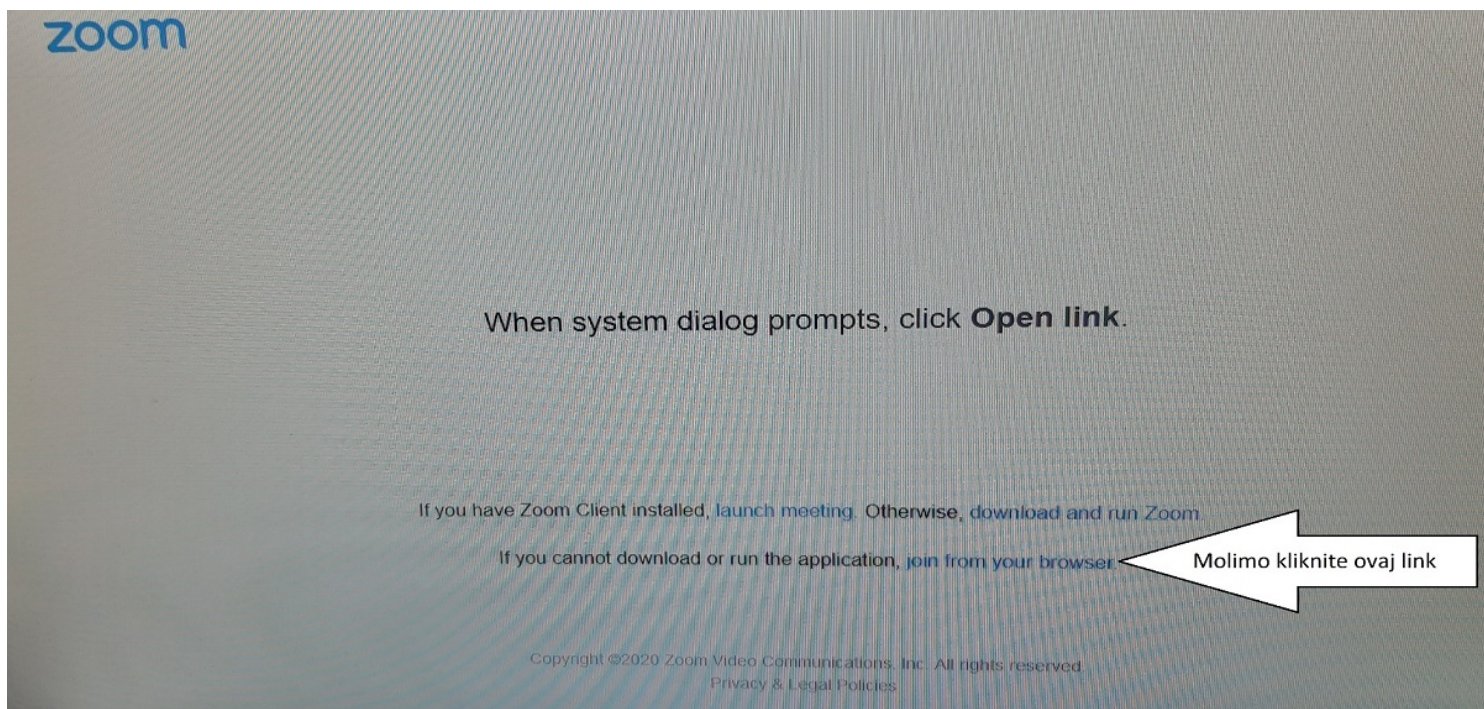 zoom
When system dialog prompts, click Open link.
If you have Zoom Client installed, launch meeting. Otherwise, download and run Zoom.
If you cannot download or run the application, join from your browser.
Molimo kliknite ovaj link
Copyright ©2020 Zoom Video Communications, Inc. All rights reserved.
Privacy & Legal Policies